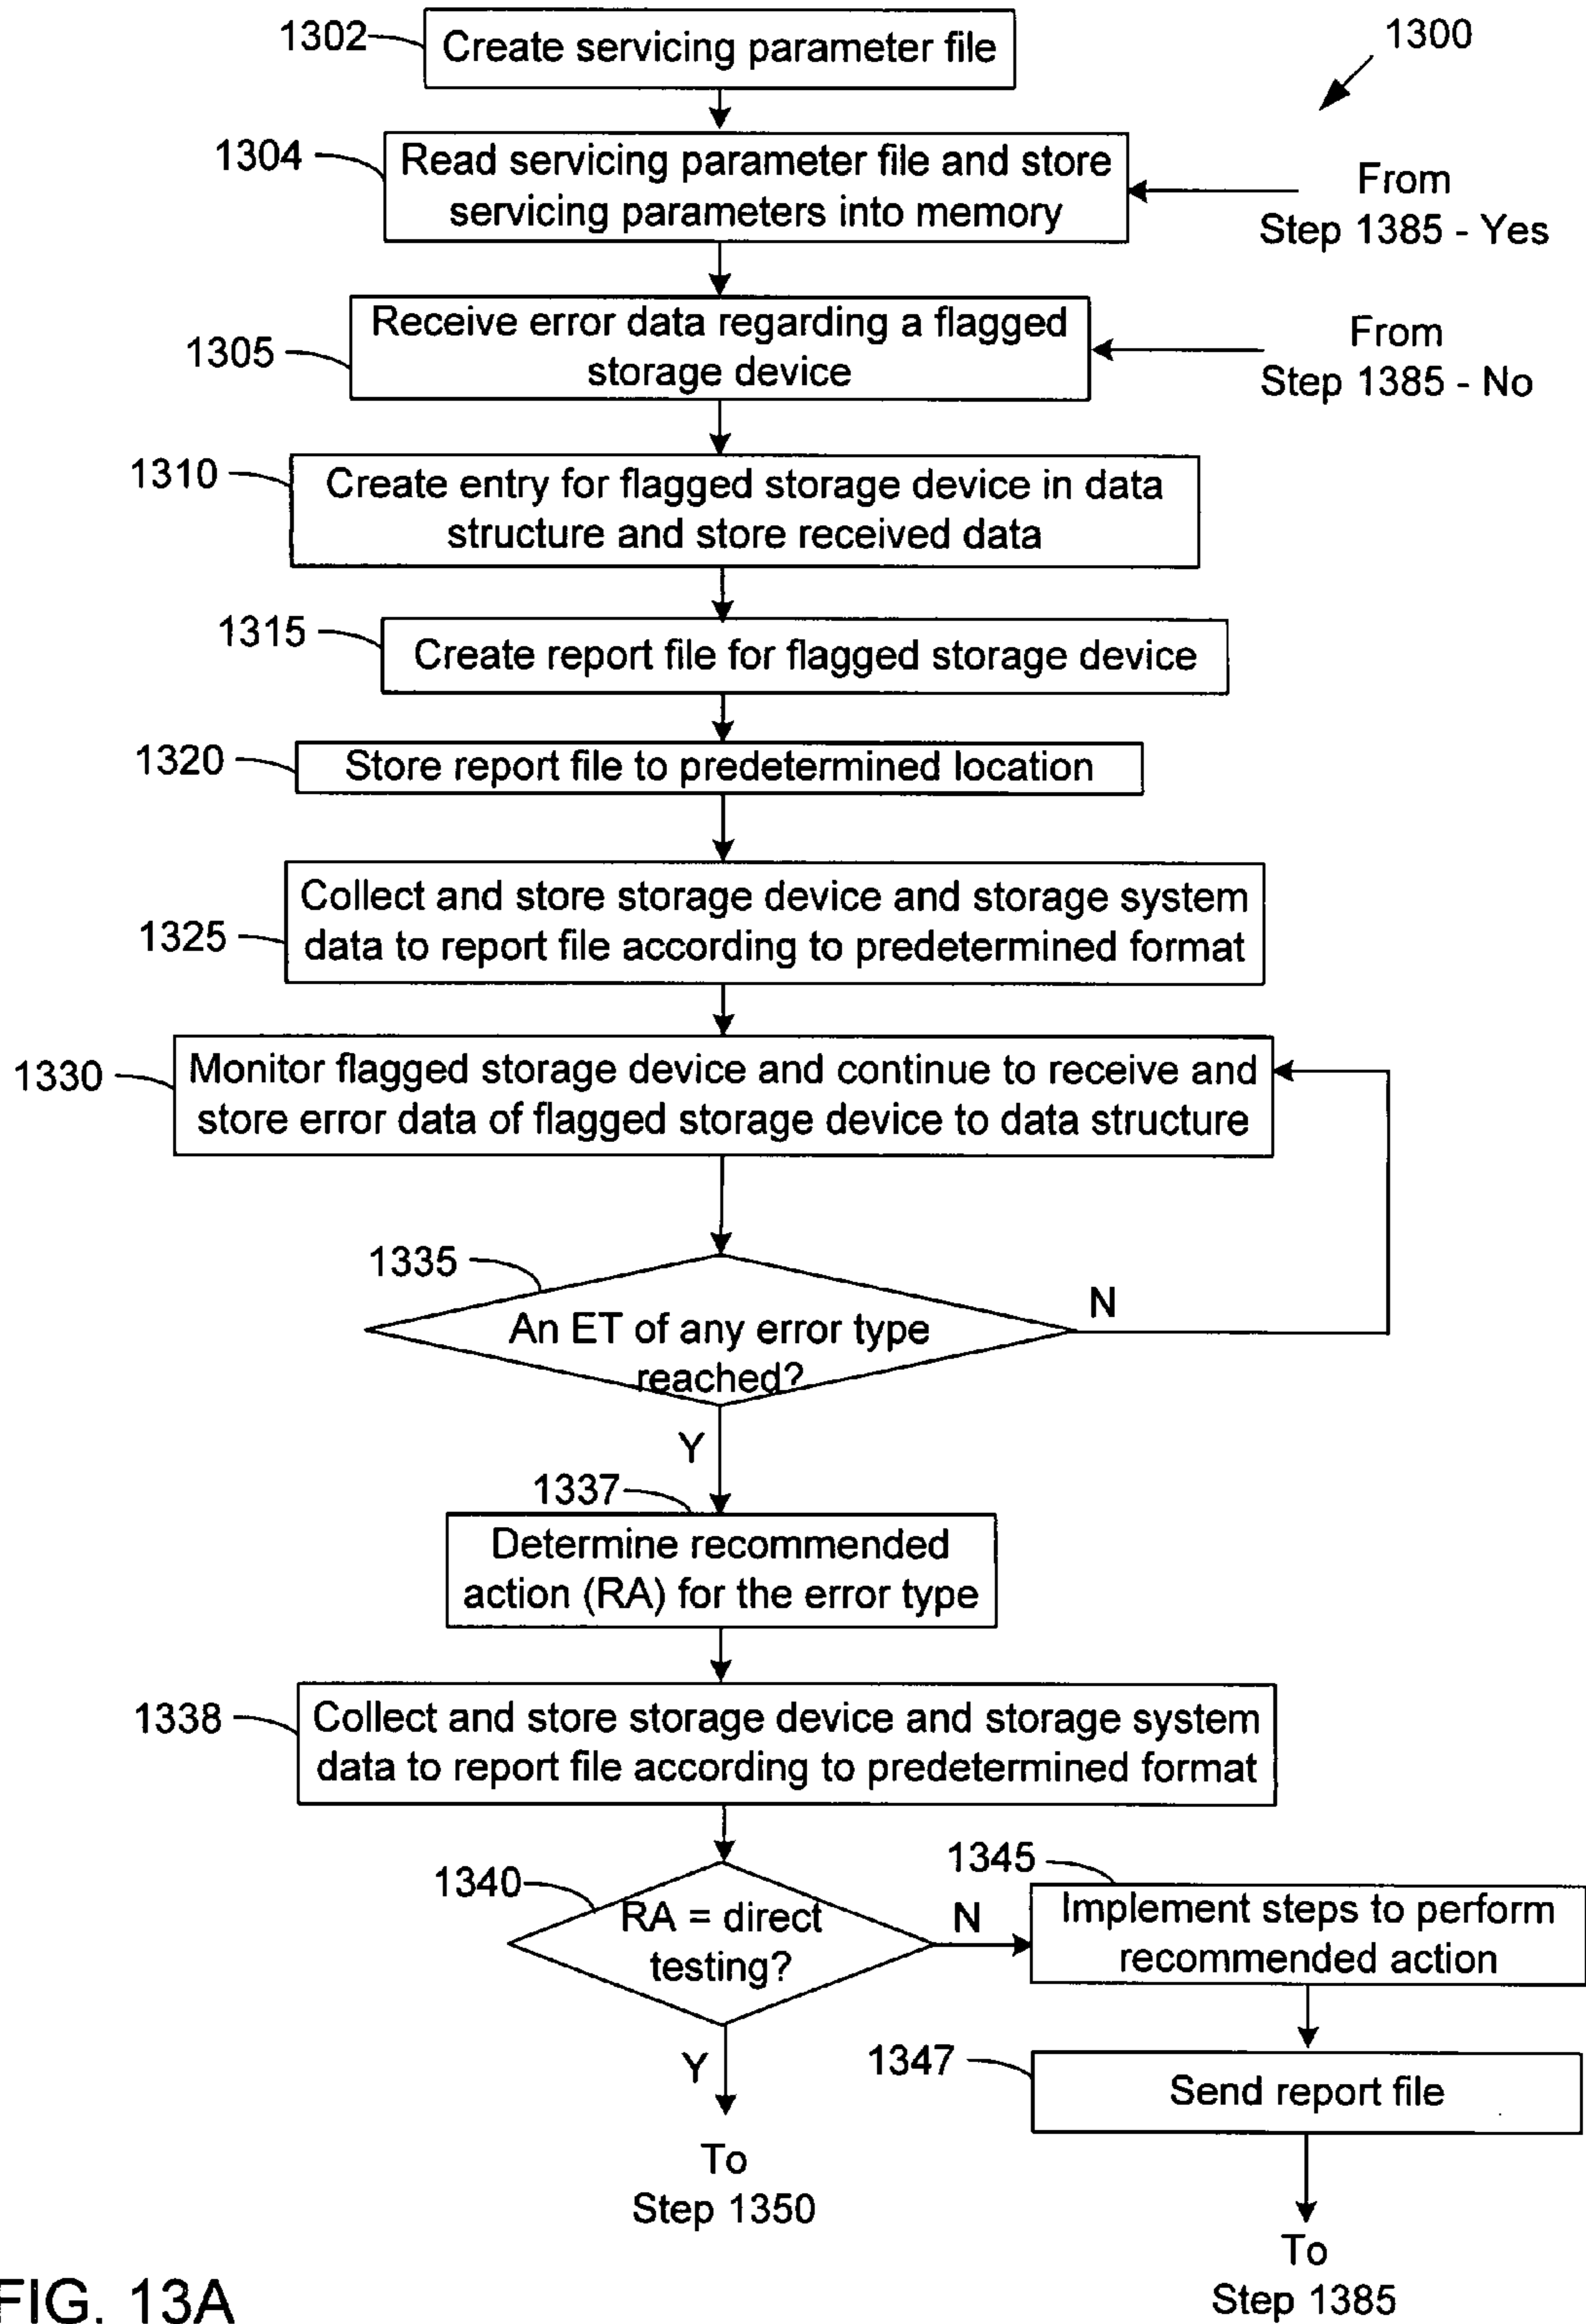 1302
Create servicing parameter file
1300
1304
Read servicing parameter file and store
servicing parameters into memory
From
Step 1385 - Yes
1305
Receive error data regarding a flagged
storage device
From
Step 1385 - No
1310
Create entry for flagged storage device in data
structure and store received data
1315
Create report file for flagged storage device
1320
Store report file to predetermined location
1325
Collect and store storage device and storage system
data to report file according to predetermined format
1330
Monitor flagged storage device and continue to receive and
store error data of flagged storage device to data structure
1335
An ET of any error type
reached?
N
Y
1337
Determine recommended
action (RA) for the error type
1338
Collect and store storage device and storage system
data to report file according to predetermined format
1340
RA = direct
testing?
N
1345
Implement steps to perform
recommended action
Y
1347
Send report file
To
Step 1350
To
Step 1385
FIG. 13A